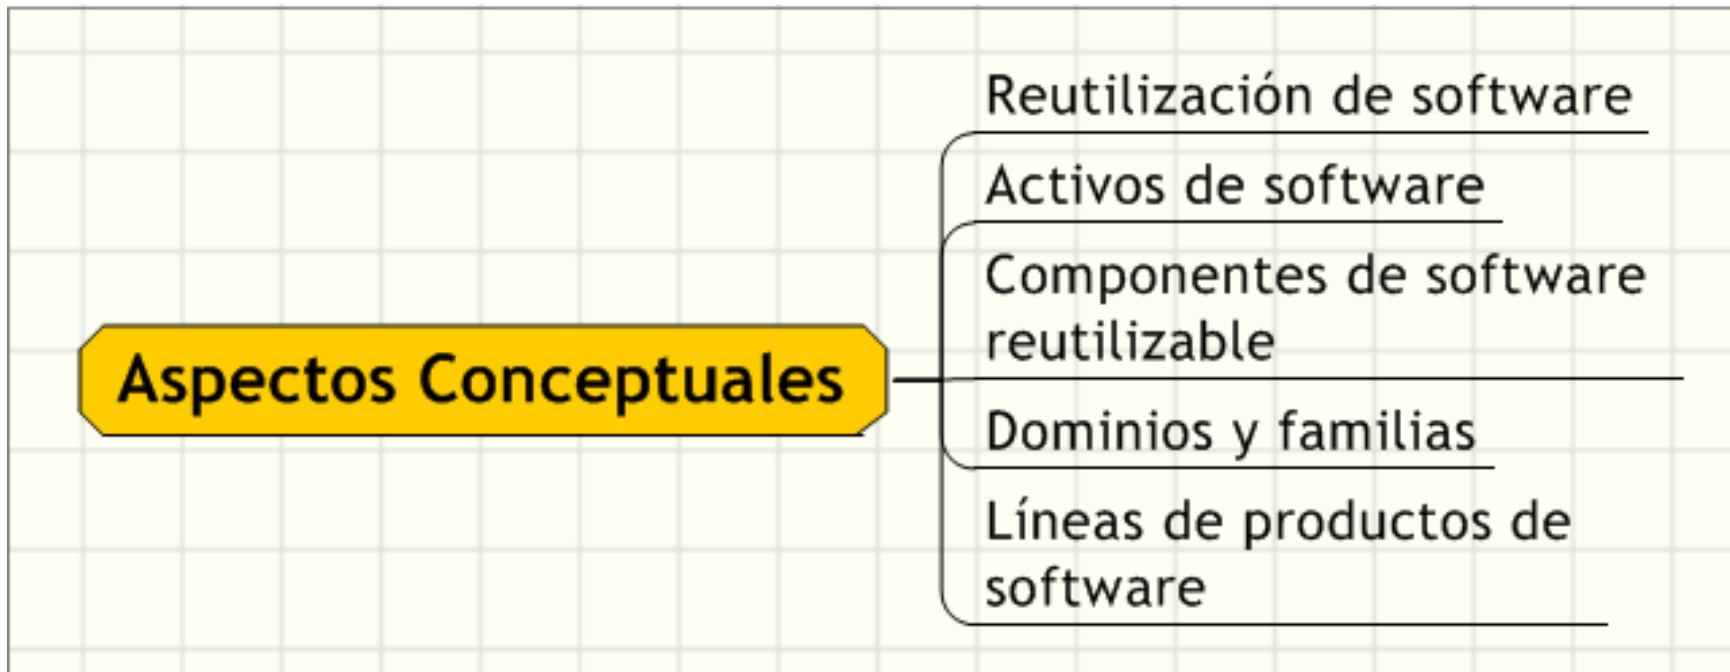 Reutilización de software
Activos de software
Componentes de software
reutilizable
Aspectos Conceptuales
Dominios y familias
Líneas de productos de
software